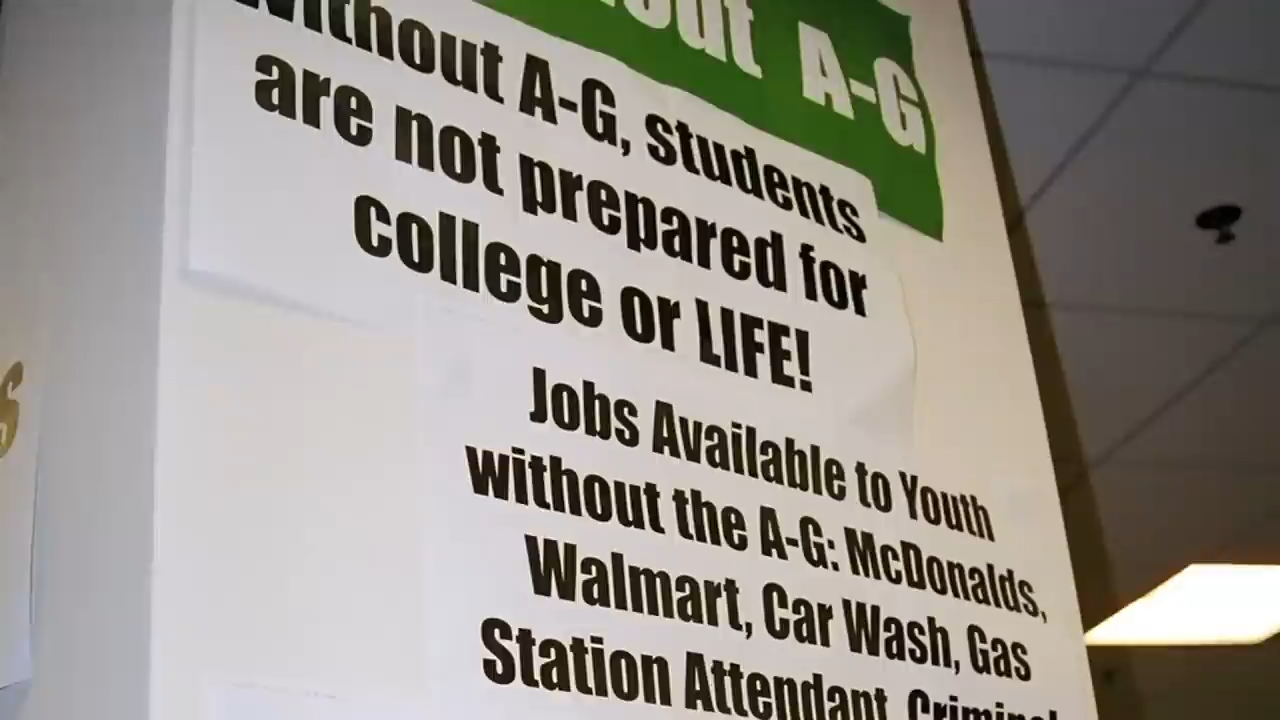 out A-G
Without A-G, students
are not prepared for
college or LIFE!
Jobs Available to Youth
without the A-G: McDonalds,
Walmart, Car Wash, Gas
Station Attendant, Criminal
s